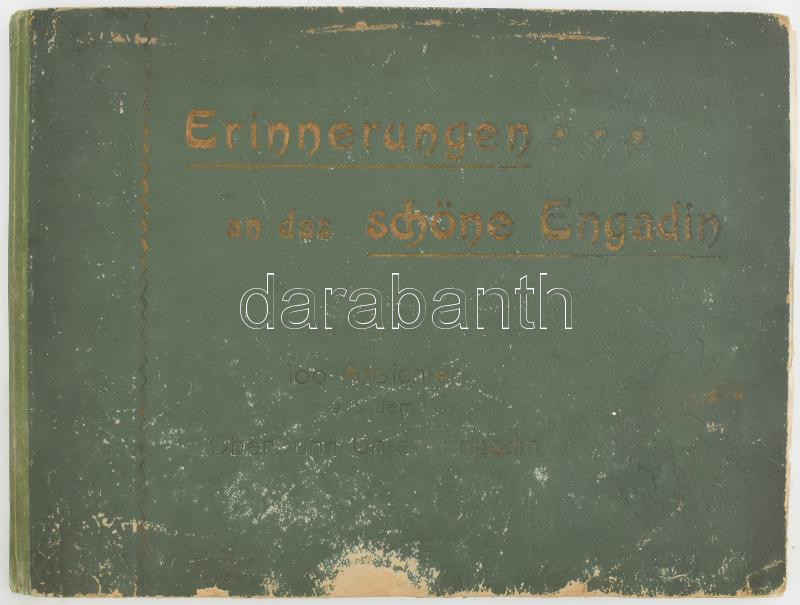 Erinnerungen
an das schöne Engadin
darabanth
100 Ansichten
aus dem
Ober- und Unter-Engadin